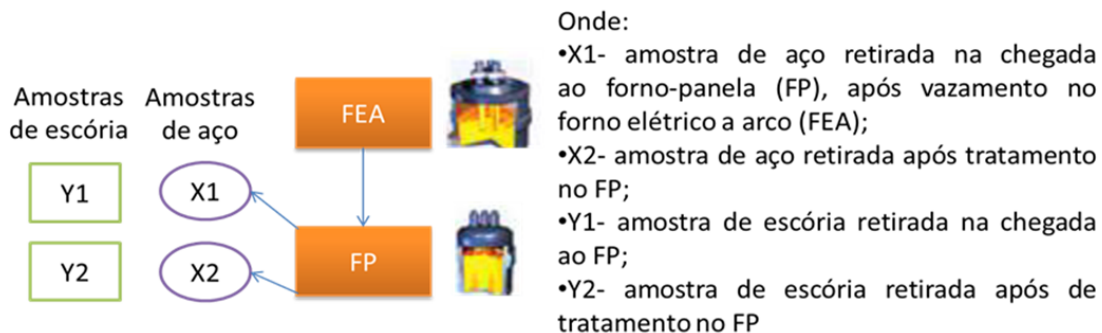 Amostras de escória
Amostras de aço
FEA
Y1
X1
FP
Y2
X2
Onde:
•X1- amostra de aço retirada na chegada
ao forno-panela (FP), após vazamento no
forno elétrico a arco (FEA);
•X2- amostra de aço retirada após tratamento
no FP;
•Y1- amostra de escória retirada na chegada
ao FP;
•Y2- amostra de escória retirada após de
tratamento no FP